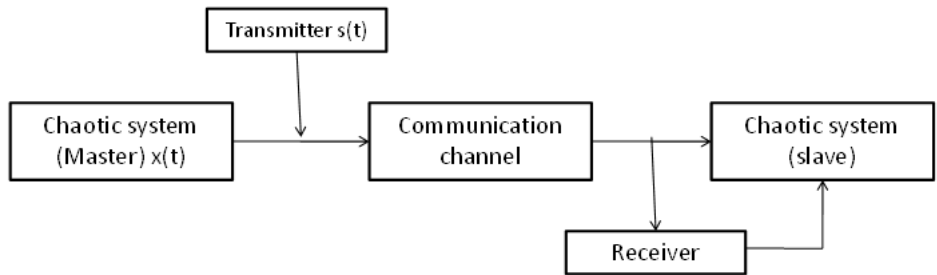 Transmitter s(t)
Chaotic system
(Master) x(t)
Communication
channel
Chaotic system
(slave)
Receiver